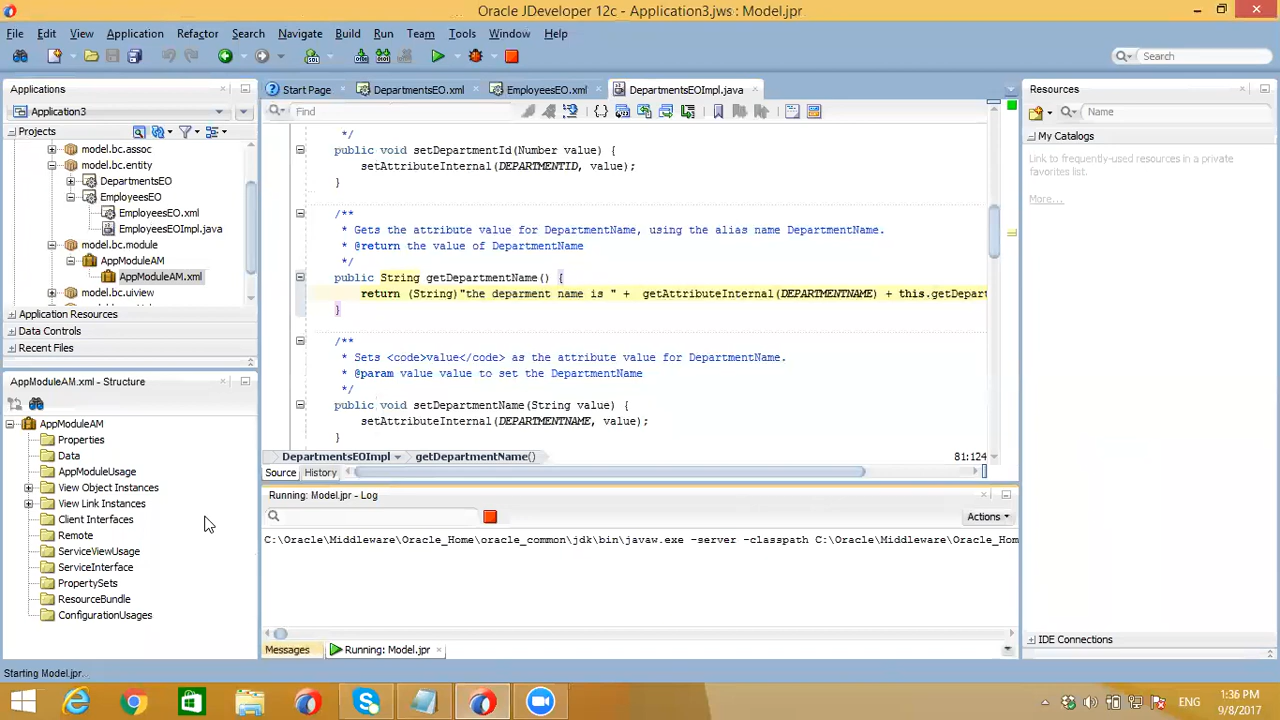 Oracle JDeveloper 12c - Application3.jws : Model.jpr
File Edit View Application Refactor Search Navigate Build Run Team Tools Window Help
Search
Applications
Application3
Projects
model.bc.assoc
model.bc.entity
DepartmentsEO
EmployeesEO
EmployeesEO.xml
EmployeesEOImpl.java
model.bc.module
AppModuleAM
AppModuleAM.xml
model.bc.uiview
Application Resources
Data Controls
Recent Files
AppModuleAM.xml - Structure
AppModuleAM
Properties
Data
AppModuleUsage
View Object Instances
View Link Instances
Client Interfaces
Remote
ServiceViewUsage
ServiceInterface
PropertySets
ResourceBundle
ConfigurationUsages
Start Page DepartmentsEO.xml EmployeesEO.xml DepartmentsEOImpl.java
Find
*/
public void setDepartmentId(Number value) {
setAttributeInternal(DEPARTMENTID, value);
}
/**
* Gets the attribute value for DepartmentName, using the alias name DepartmentName.
* @return the value of DepartmentName
*/
public String getDepartmentName() {
return (String)"the deparment name is " + getAttributeInternal(DEPARTMENTNAME) + this.getDepart
}
/**
* Sets <code>value</code> as the attribute value for DepartmentName.
* @param value value to set the DepartmentName
*/
public void setDepartmentName(String value) {
setAttributeInternal(DEPARTMENTNAME, value);
}
DepartmentsEOImpl getDepartmentName()
81:124
Source History
Running: Model.jpr - Log
Actions
C:\Oracle\Middleware\Oracle_Home\oracle_common\jdk\bin\javaw.exe -server -classpath C:\Oracle\Middleware\Oracle_Hom
Messages Running: Model.jpr
Resources
Name
My Catalogs
Link to frequently-used resources in a private
favorites list.
More...
IDE Connections
Starting Model.jpr...
ENG
1:36 PM
9/8/2017